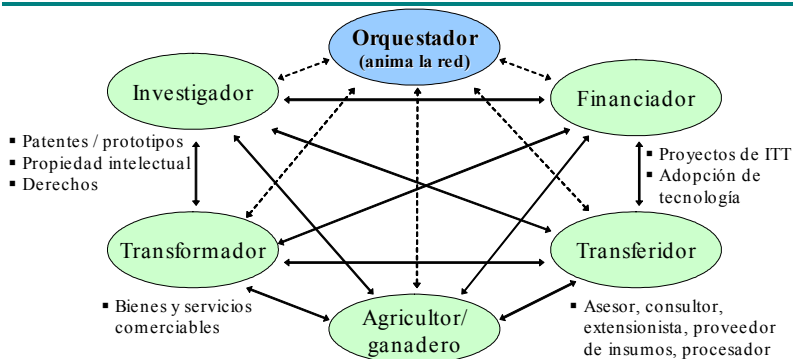 Orquestador
(anima la red)
Investigador
Financiador
▪ Patentes / prototipos
▪ Propiedad intelectual
▪ Derechos
▪ Proyectos de ITT
▪ Adopción de
tecnología
Transformador
Transferidor
▪ Bienes y servicios
comerciables
Agricultor/
ganadero
▪ Asesor, consultor,
extensionista, proveedor
de insumos, procesador